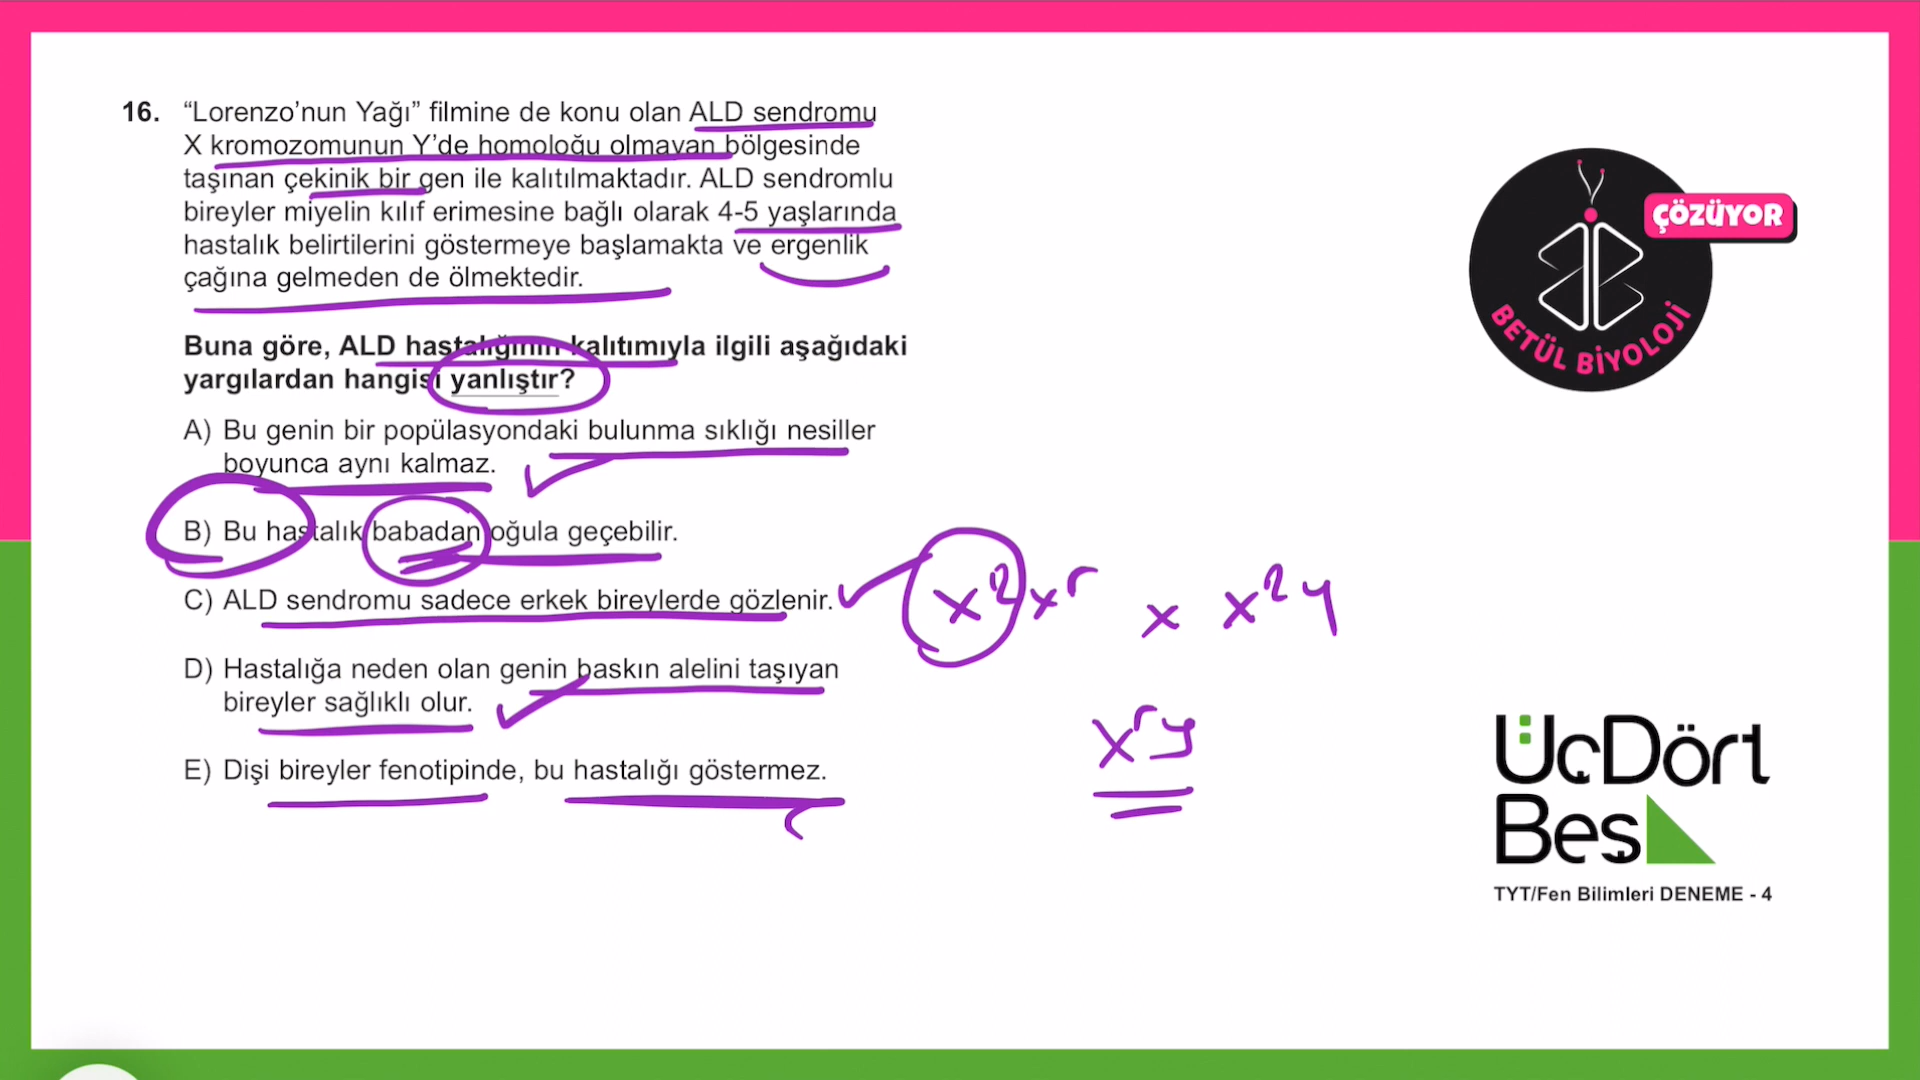 16. “Lorenzo’nun Yağı” filmine de konu olan ALD sendromu
X kromozomunun Y’de homoloğu olmayan bölgesinde
taşınan çekinik bir gen ile kalıtılmaktadır. ALD sendromlu
bireyler miyelin kılıf erimesine bağlı olarak 4-5 yaşlarında
hastalık belirtilerini göstermeye başlamakta ve ergenlik
çağına gelmeden de ölmektedir.
Buna göre, ALD hastalığının kalıtımıyla ilgili aşağıdaki
yargılardan hangisi yanlıştır?
A) Bu genin bir popülasyondaki bulunma sıklığı nesiller
boyunca aynı kalmaz.
B) Bu hastalık babadan oğula geçebilir.
C) ALD sendromu sadece erkek bireylerde gözlenir.
D) Hastalığa neden olan genin baskın alelini taşıyan
bireyler sağlıklı olur.
E) Dişi bireyler fenotipinde, bu hastalığı göstermez.
x x y
x^r y
ÇÖZÜYOR
BETÜL BİYOLOJİ
ÜçDört
Beş
TYT/Fen Bilimleri DENEME - 4